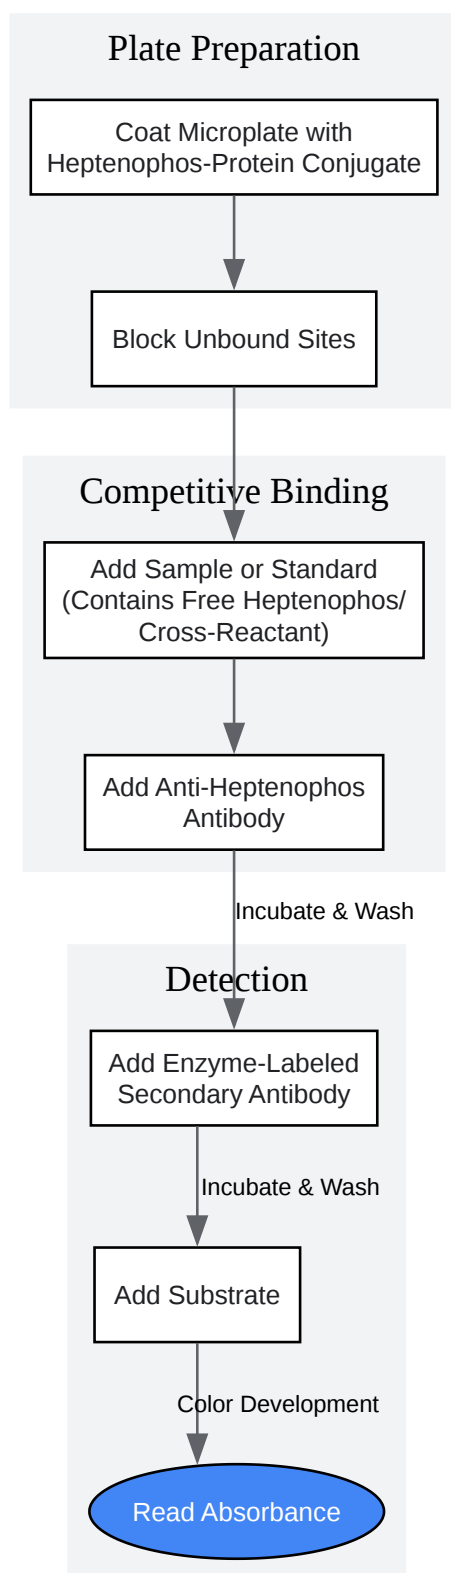 Plate Preparation
Coat Microplate with
Heptenophos-Protein Conjugate
Block Unbound Sites
Competitive Binding
Add Sample or Standard
(Contains Free Heptenophos/
Cross-Reactant)
Add Anti-Heptenophos
Antibody
Incubate & Wash
Detection
Add Enzyme-Labeled
Secondary Antibody
Incubate & Wash
Add Substrate
Color Development
Read Absorbance